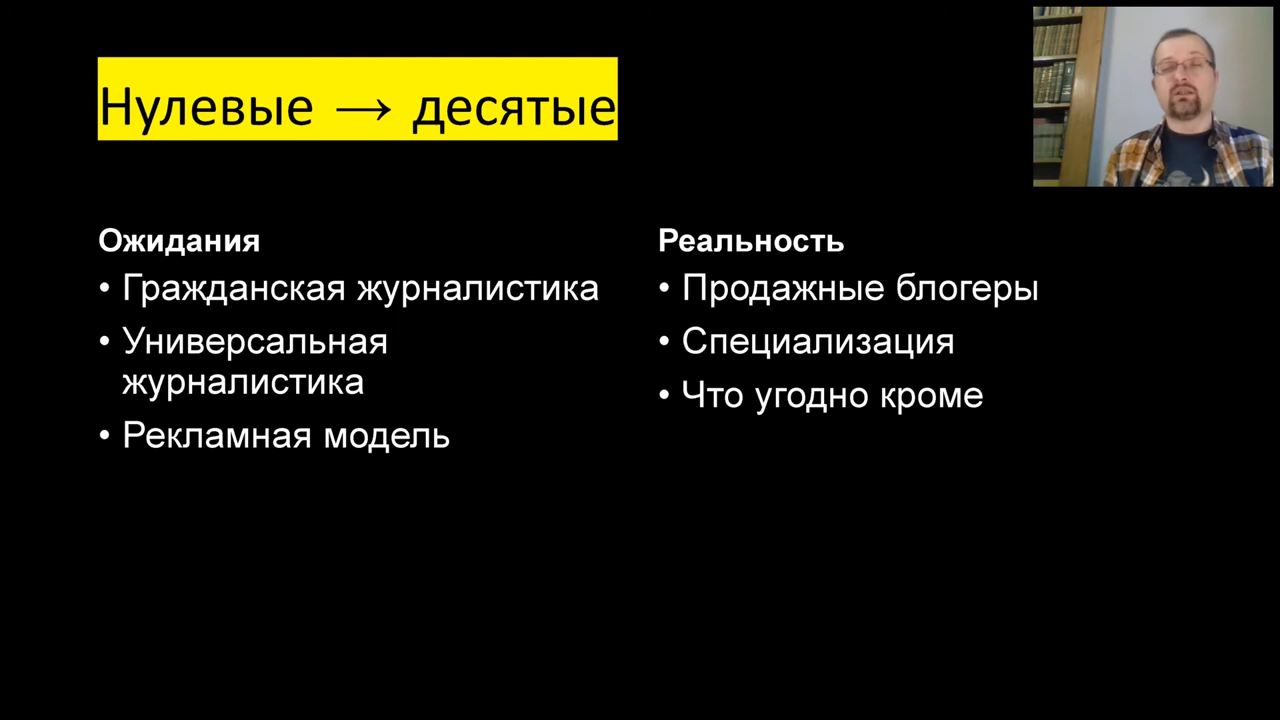 Нулевые → десятые
Ожидания
• Гражданская журналистика
• Универсальная
журналистика
• Рекламная модель
Реальность
• Продажные блогеры
• Специализация
• Что угодно кроме